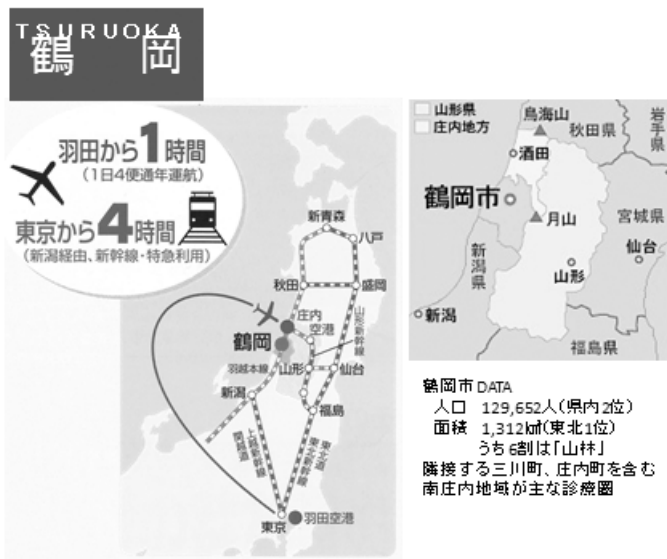 TSURUOKA
鶴 岡
羽田から1時間
(1日4便通年運航)
東京から4時間
(新潟経由、新幹線・特急利用)
新青森
八戸
秋田
盛岡
庄内
空港
鶴岡
山形新幹線
羽越本線
山形
仙台
新潟
福島
関越道
上越新幹線
東北新幹線
東北道
東京
羽田空港
山形県
庄内地方
鳥海山
秋田県
岩手県
酒田
鶴岡市
月山
宮城県
仙台
山形
新潟県
新潟
福島県
鶴岡市 DATA
人口 129,652人(県内2位)
面積 1,312㎢(東北1位)
うち6割は「山林」
隣接する三川町、庄内町を含む
南庄内地域が主な診療圏